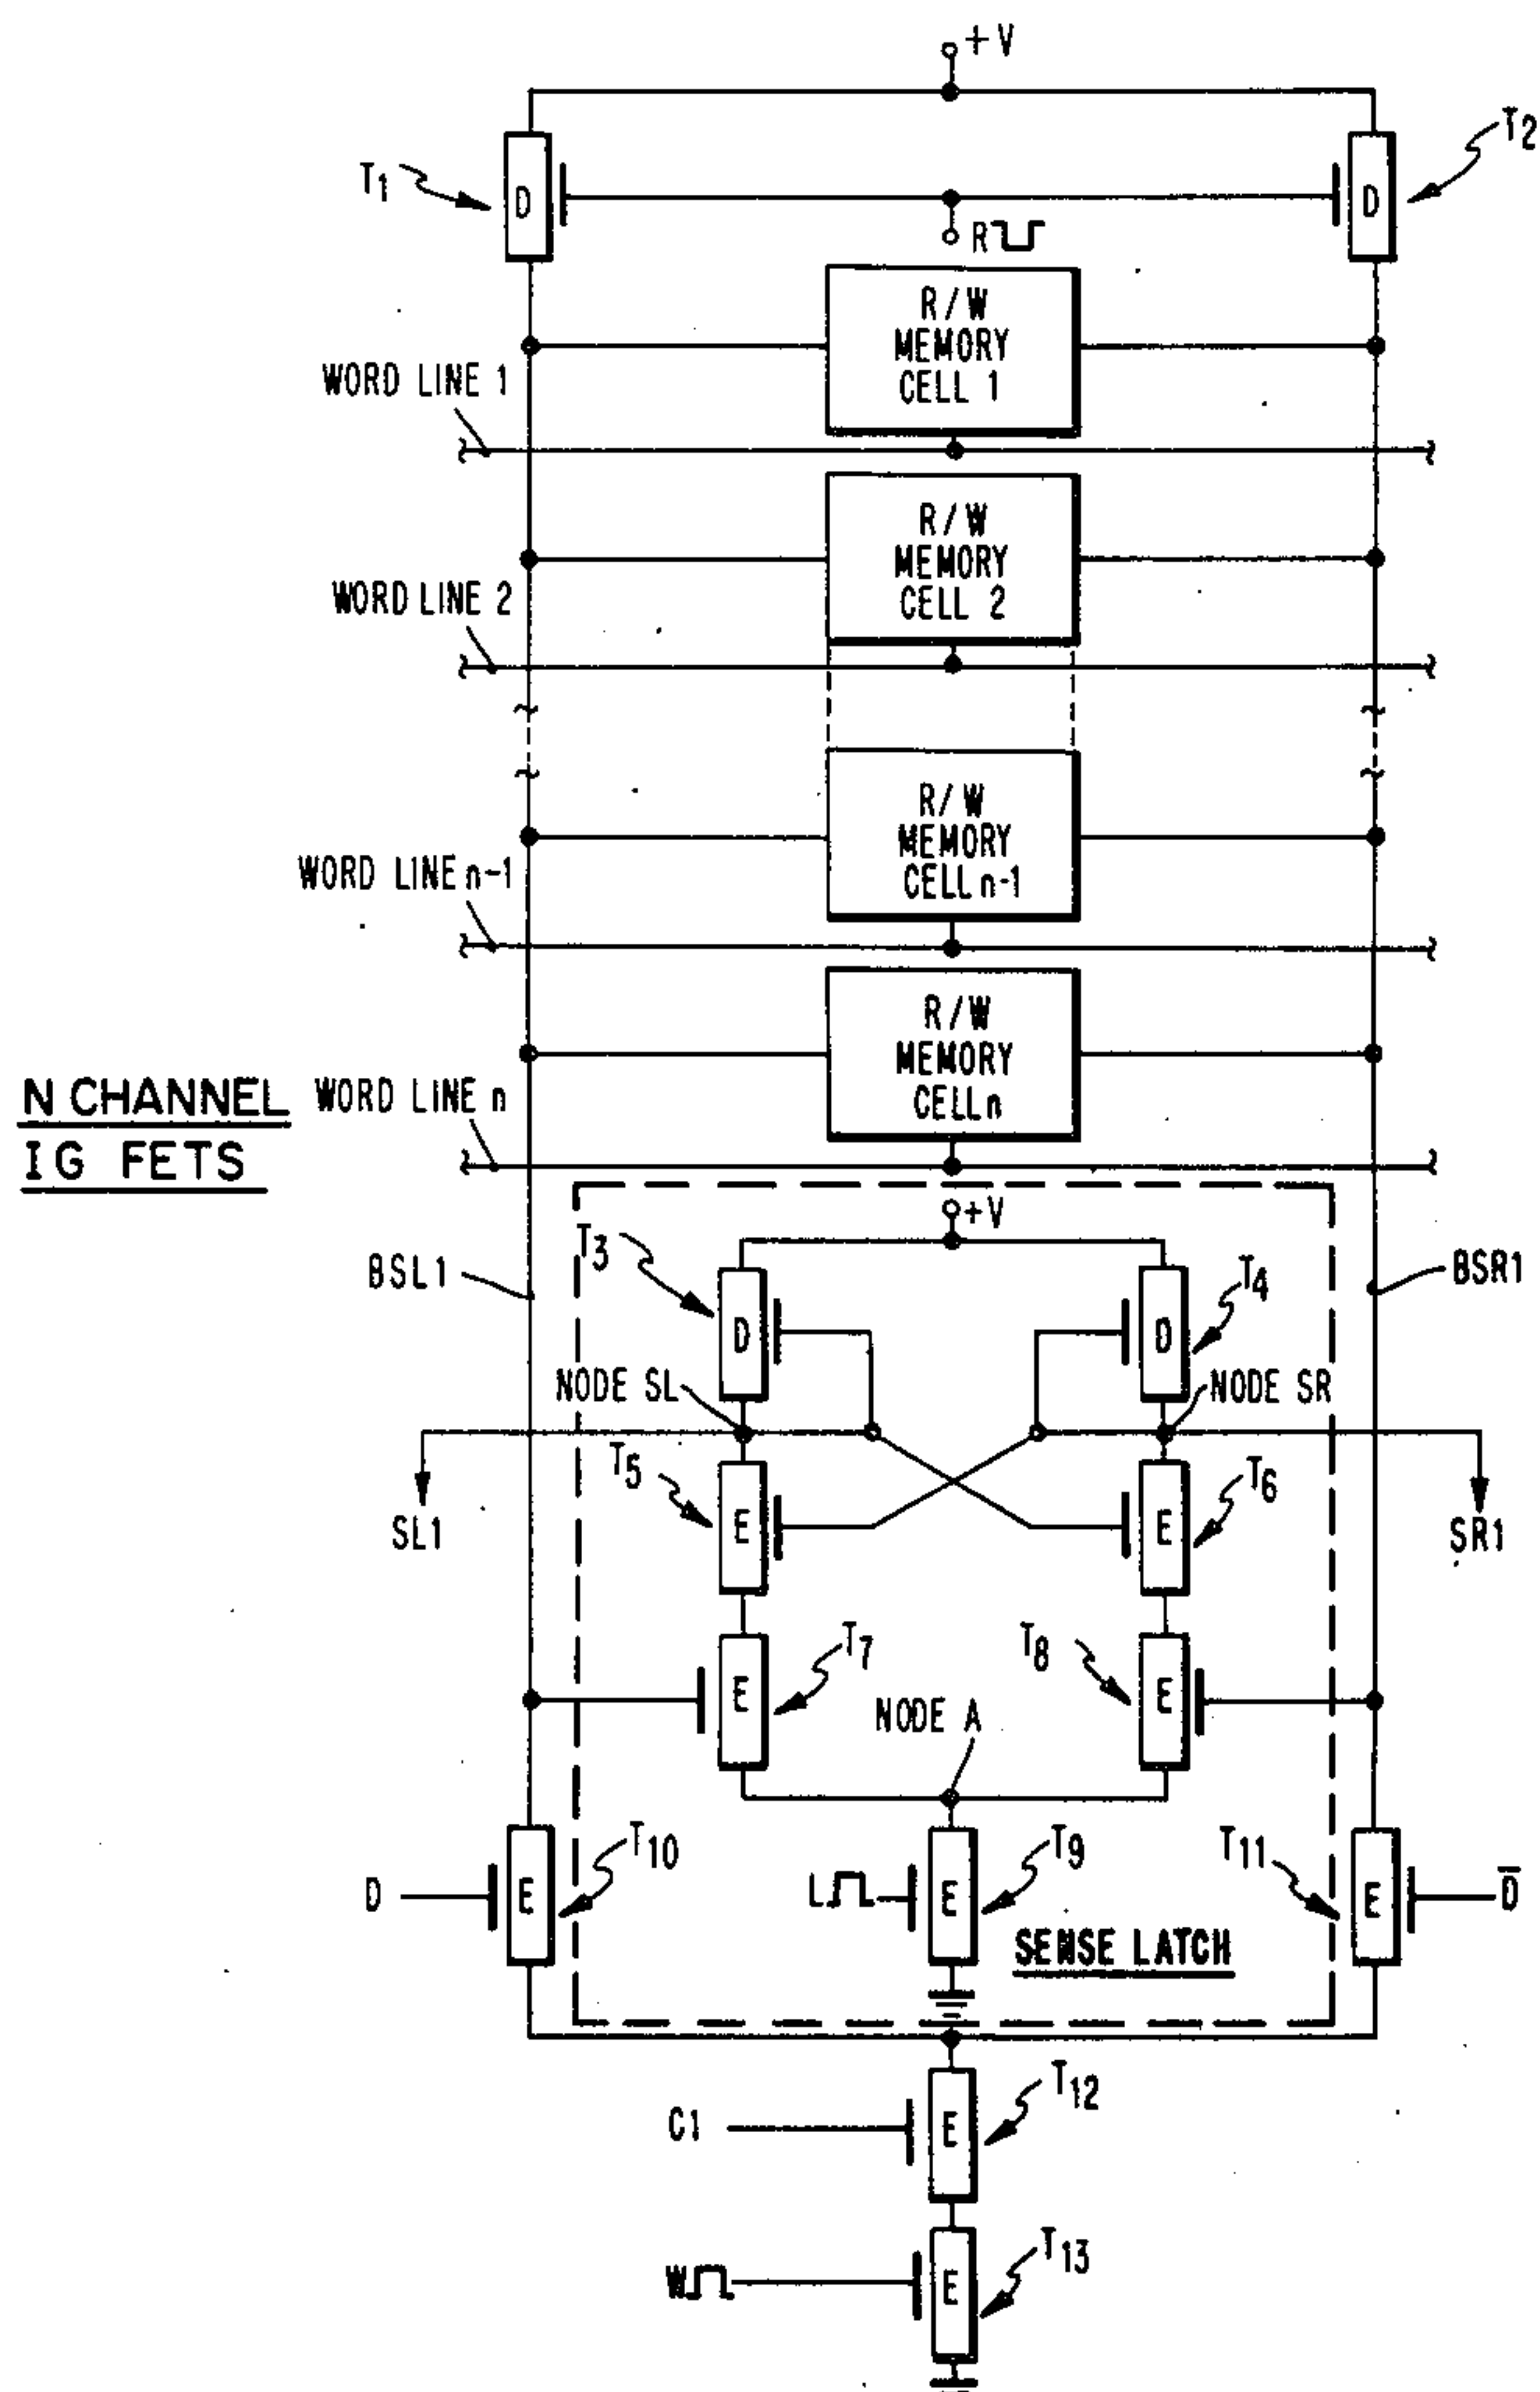 +V
T1
T2
D
D
R
R/W
MEMORY
CELL 1
WORD LINE 1
R/W
MEMORY
CELL 2
WORD LINE 2
R/W
MEMORY
CELL n-1
WORD LINE n-1
R/W
MEMORY
CELL n
N CHANNEL
IG FETS
WORD LINE n
+V
T3
T4
BSL1
BSR1
D
D
NODE SL
NODE SR
T5
T6
SL1
SR1
E
E
T7
T8
E
E
NODE A
T10
T9
T11
D
E
L
E
E
D̅
SENSE LATCH
T12
C1
E
T13
W
E